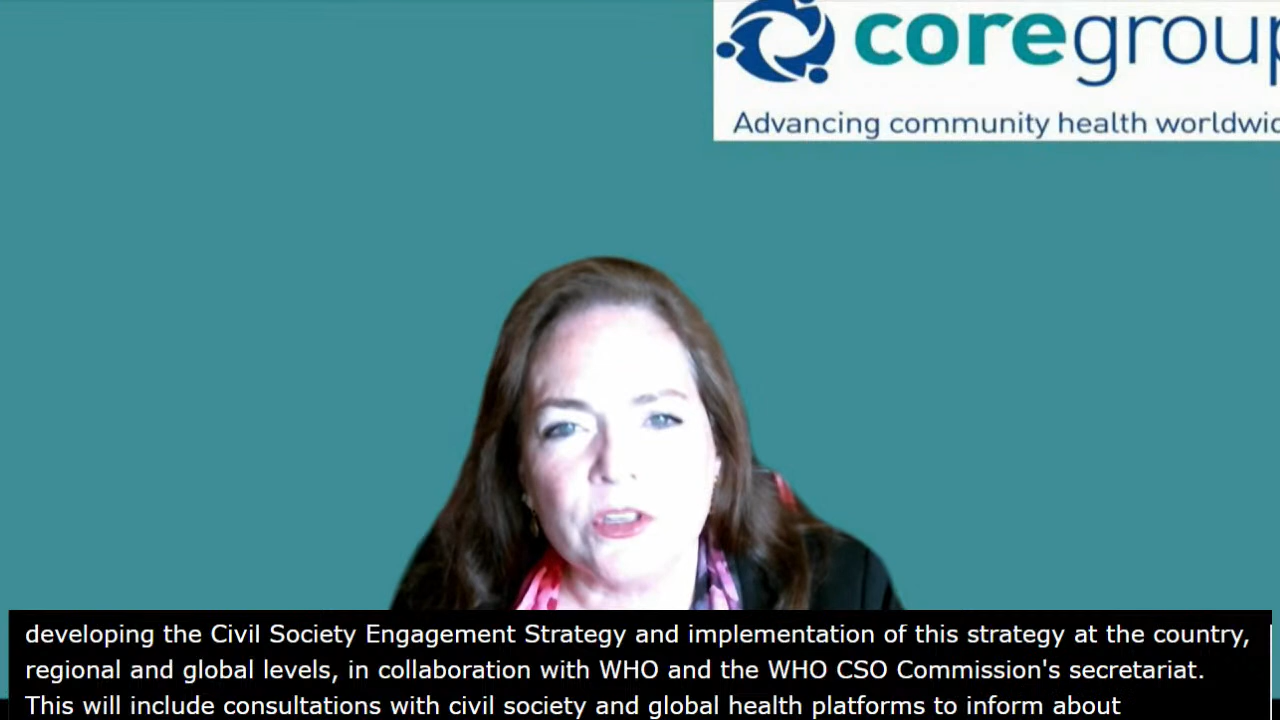 coregroup
Advancing community health
developing the Civil Society Engagement Strategy and implementation of this strategy at the country,
regional and global levels, in collaboration with WHO and the WHO CSO Commission's secretariat.
This will include consultations with civil society and global health platforms to inform about